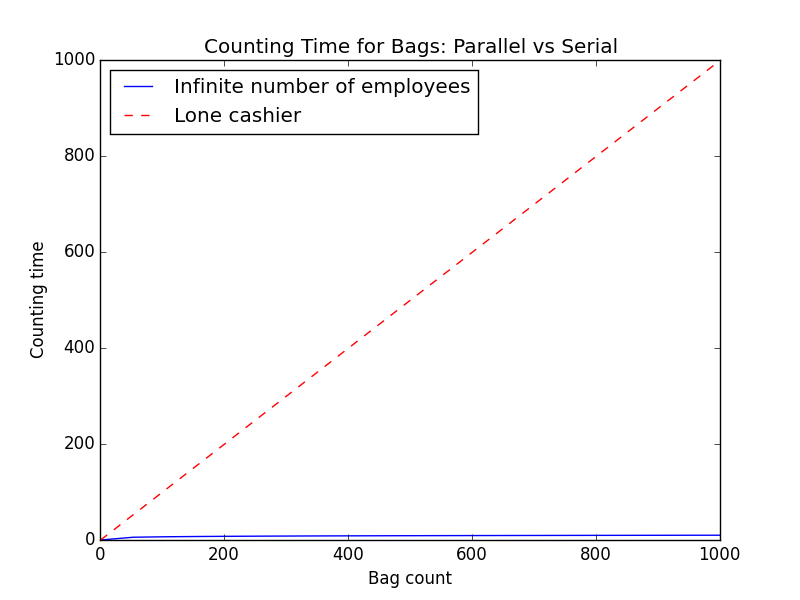 Counting Time for Bags: Parallel vs Serial
1000
800
600
400
200
0
Infinite number of employees
Lone cashier
Counting time
0
200
400
600
800
1000
Bag count